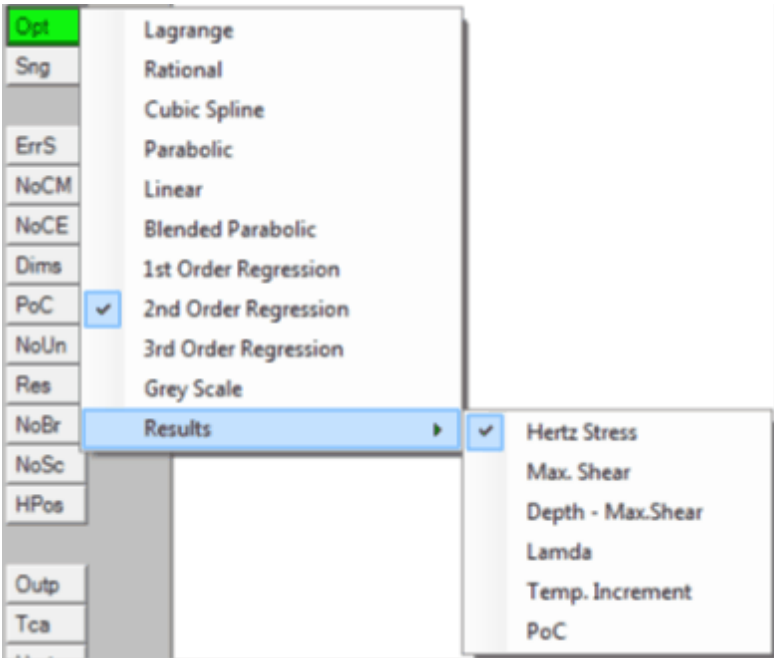 Opt
Sng
ErrS
NoCM
NoCE
Dims
PoC
NoUn
Res
NoBr
NoSc
HPos
Outp
Tca
Lagrange
Rational
Cubic Spline
Parabolic
Linear
Blended Parabolic
1st Order Regression
2nd Order Regression
3rd Order Regression
Grey Scale
Results
Hertz Stress
Max. Shear
Depth - Max.Shear
Lamda
Temp. Increment
PoC